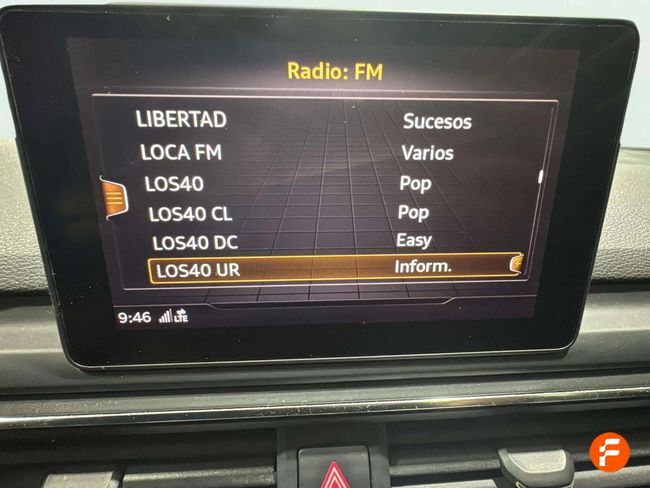 Radio: FM
LIBERTAD Sucesos
LOCA FM Varios
LOS40 Pop
LOS40 CL Pop
LOS40 DC Easy
LOS40 UR Inform.
9:46 LTE